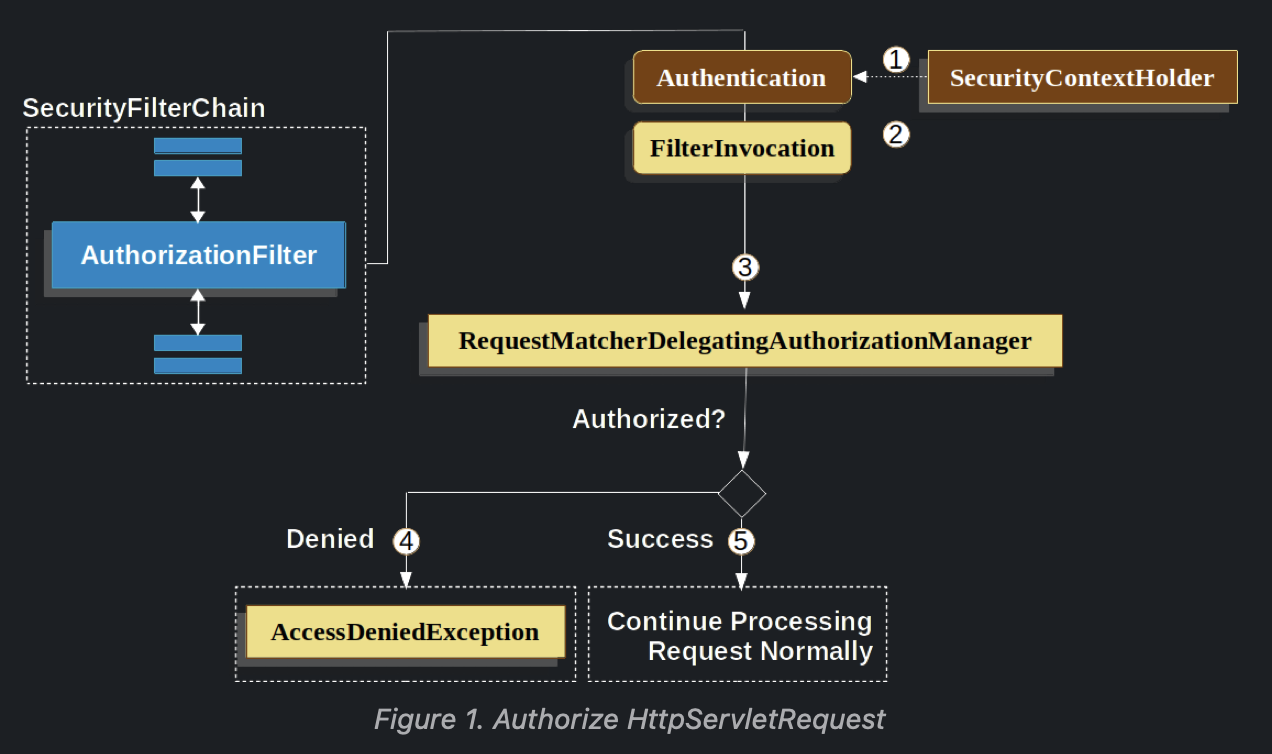 SecurityFilterChain
AuthorizationFilter
Authentication
1
SecurityContextHolder
FilterInvocation
2
3
RequestMatcherDelegatingAuthorizationManager
Authorized?
Denied
4
Success
5
AccessDeniedException
Continue Processing
Request Normally
Figure 1. Authorize HttpServletRequest